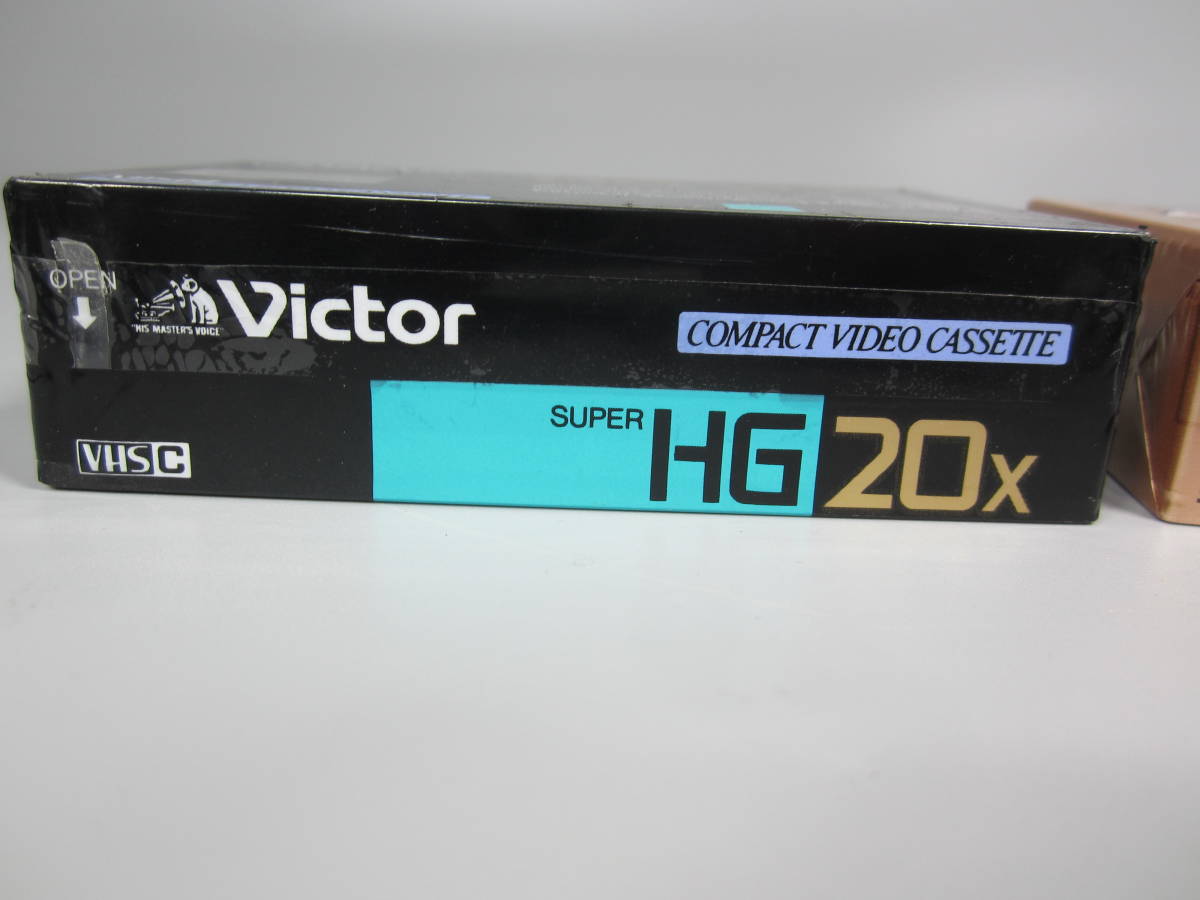 OPEN
"HIS MASTER'S VOICE"
Victor
COMPACT VIDEO CASSETTE
VHS C
SUPER HG 20x